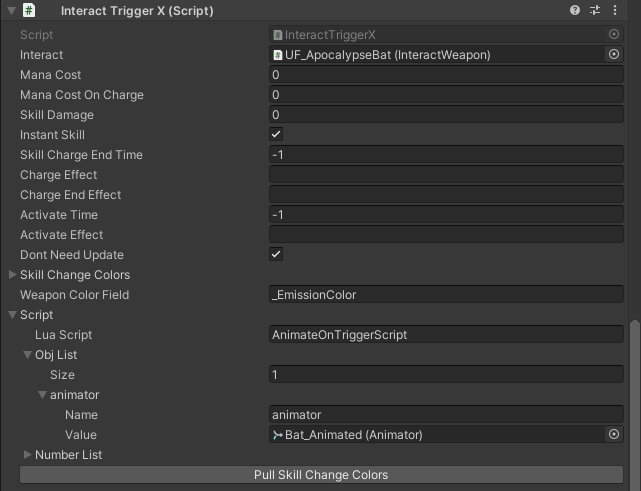 Interact Trigger X (Script)
Script InteractTriggerX
Interact UF_ApocalypseBat (InteractWeapon)
Mana Cost 0
Mana Cost On Charge 0
Skill Damage 0
Instant Skill
Skill Charge End Time -1
Charge Effect
Charge End Effect
Activate Time -1
Activate Effect
Dont Need Update
Skill Change Colors
Weapon Color Field _EmissionColor
Script
Lua Script AnimateOnTriggerScript
Obj List
Size 1
animator
Name animator
Value Bat_Animated (Animator)
Number List
Pull Skill Change Colors